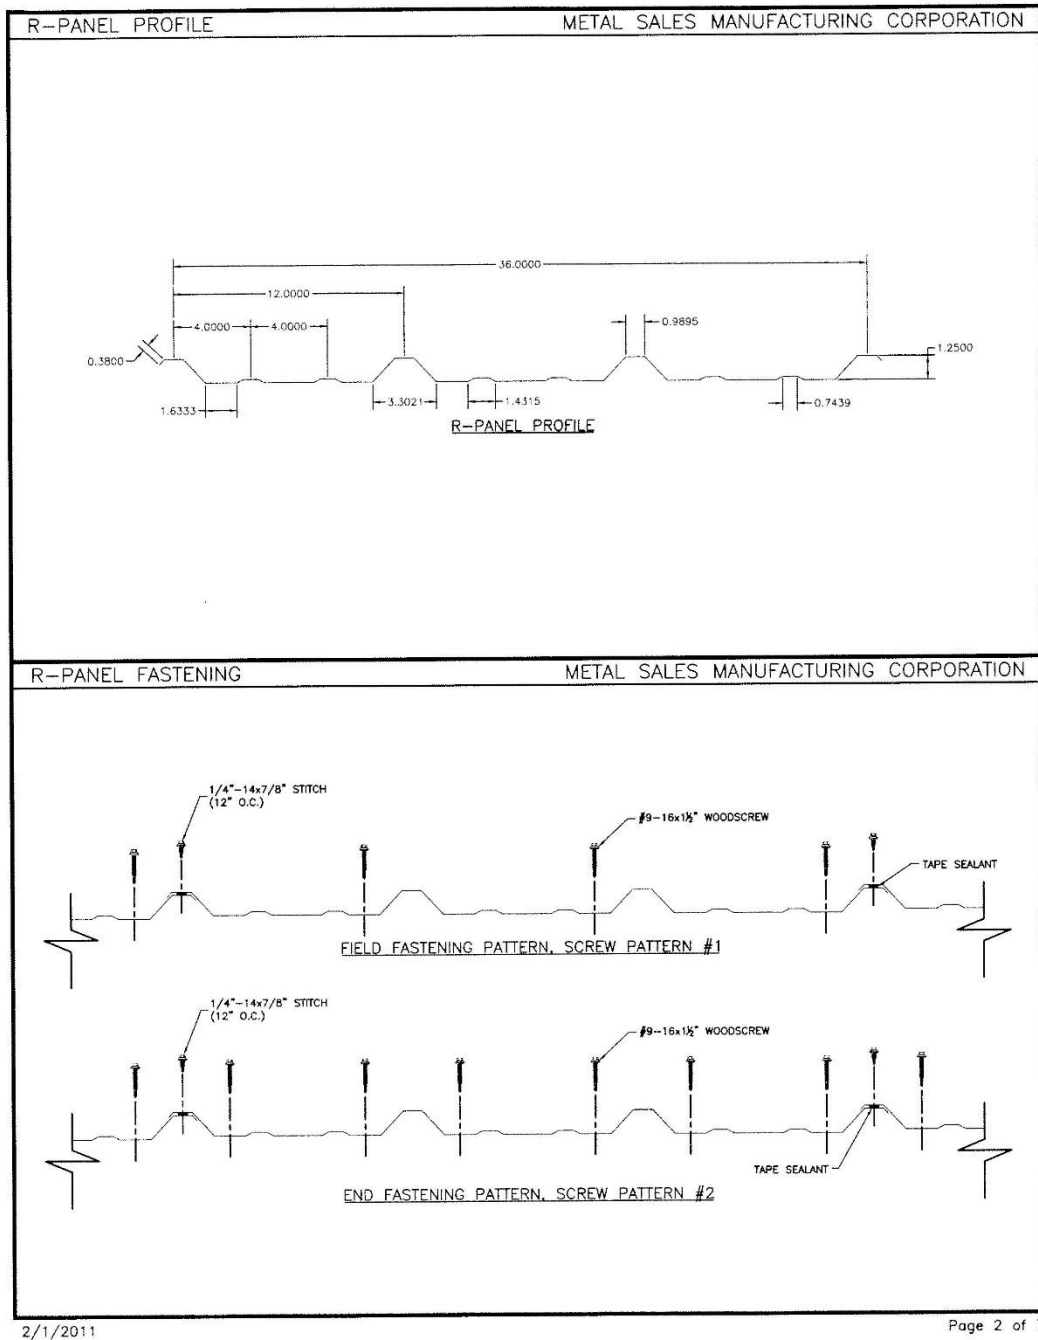 R-PANEL PROFILE METAL SALES MANUFACTURING CORPORATION
36.0000
12.0000
4.0000 4.0000
0.9895
0.3800
1.2500
1.6333
3.3021
1.4315
0.7439
R-PANEL PROFILE
R-PANEL FASTENING METAL SALES MANUFACTURING CORPORATION
1/4"-14x7/8" STITCH
(12" O.C.)
#9-16x1½" WOODSCREW
TAPE SEALANT
FIELD FASTENING PATTERN, SCREW PATTERN #1
1/4"-14x7/8" STITCH
(12" O.C.)
#9-16x1½" WOODSCREW
TAPE SEALANT
END FASTENING PATTERN, SCREW PATTERN #2
2/1/2011 Page 2 of